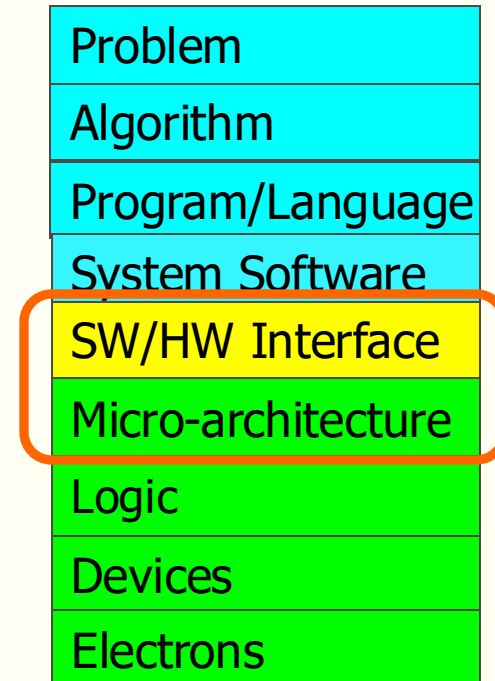 Problem
Algorithm
Program/Language
System Software
SW/HW Interface
Micro-architecture
Logic
Devices
Electrons